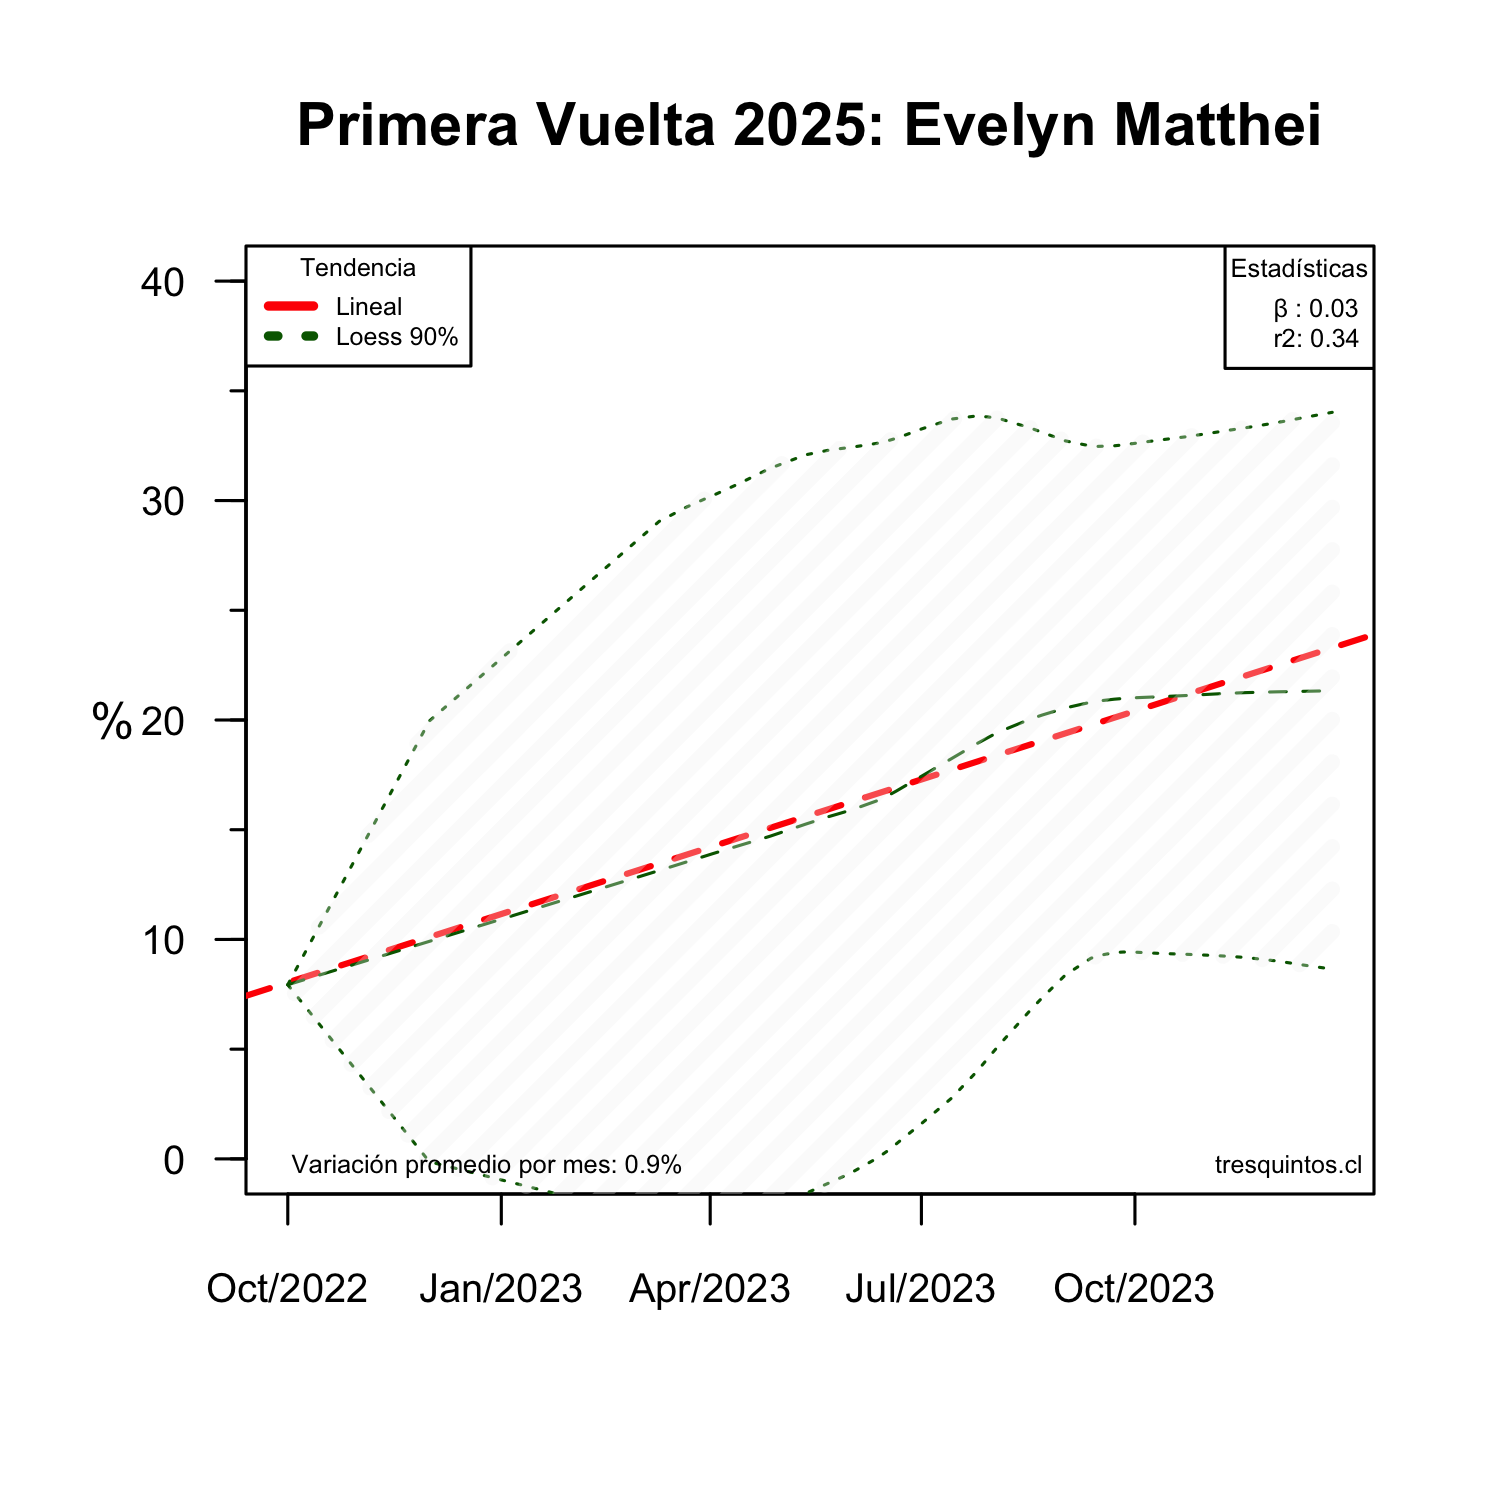 Primera Vuelta 2025: Evelyn Matthei
Tendencia
Lineal
Loess 90%
Estadísticas
β : 0.03
r2: 0.34
40
30
%
20
10
0
Variación promedio por mes: 0.9%
tresquintos.cl
Oct/2022
Jan/2023
Apr/2023
Jul/2023
Oct/2023